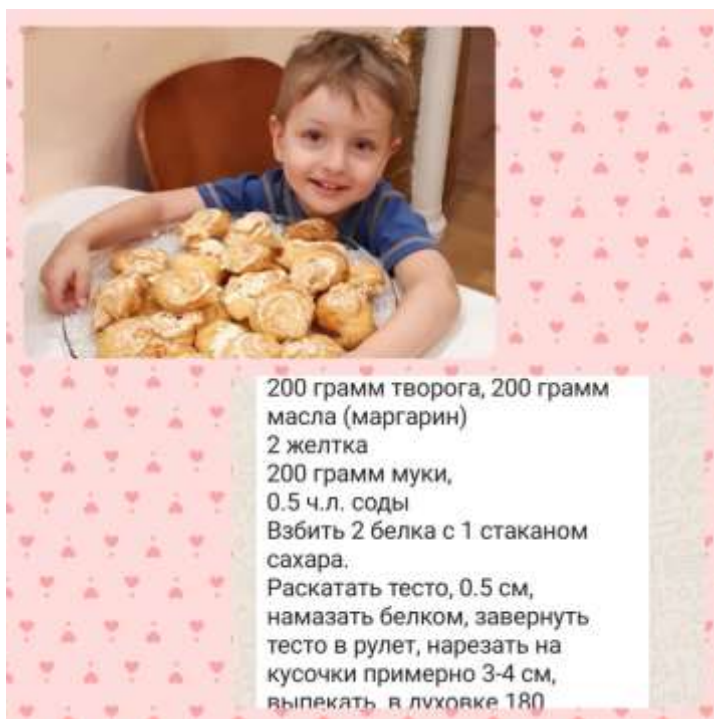 200 грамм творога, 200 грамм
масла (маргарин)
2 желтка
200 грамм муки,
0.5 ч.л. соды
Взбить 2 белка с 1 стаканом
сахара.
Раскатать тесто, 0.5 см,
намазать белком, завернуть
тесто в рулет, нарезать на
кусочки примерно 3-4 см,
выпекать в духовке 180